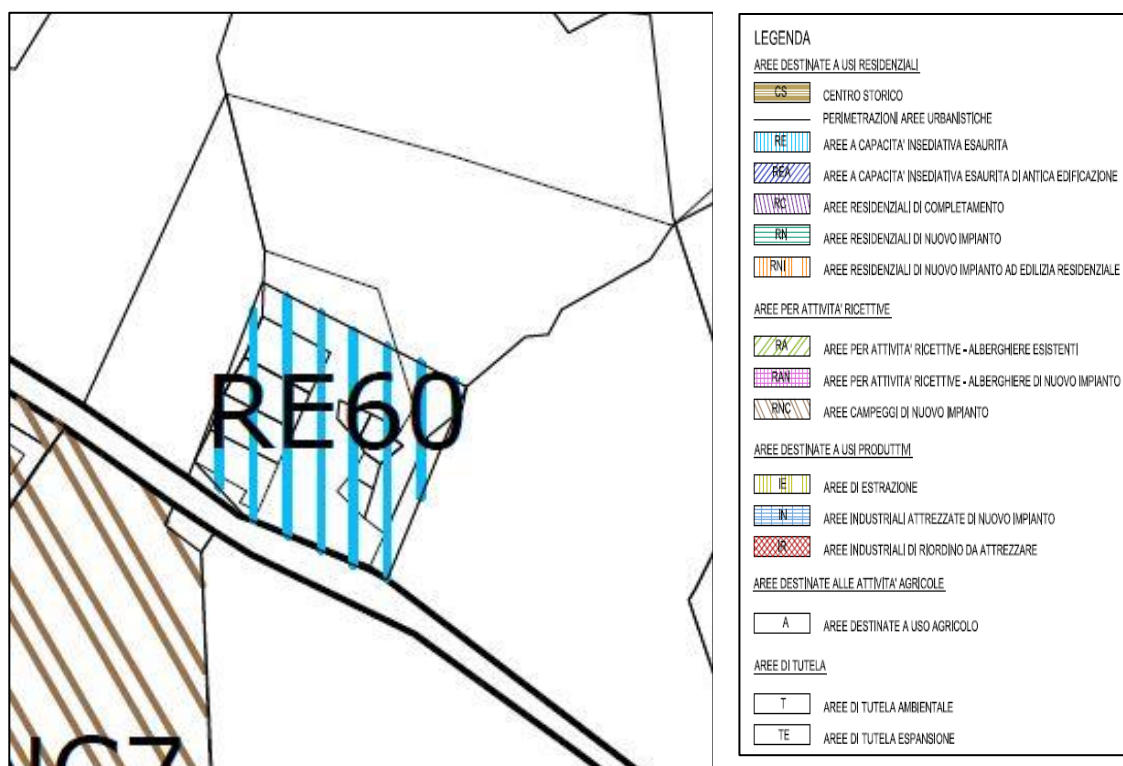 RE60
LEGENDA
AREE DESTINATE A USI RESIDENZIALI
CS CENTRO STORICO
PERIMETRAZIONI AREE URBANISTICHE
RE AREE A CAPACITA' INSEDIATIVA ESAURITA
REA AREE A CAPACITA' INSEDIATIVA ESAURITA DI ANTICA EDIFICAZIONE
RC AREE RESIDENZIALI DI COMPLETAMENTO
RN AREE RESIDENZIALI DI NUOVO IMPIANTO
RNI AREE RESIDENZIALI DI NUOVO IMPIANTO AD EDILIZIA RESIDENZIALE
AREE PER ATTIVITA' RICETTIVE
RA AREE PER ATTIVITA' RICETTIVE - ALBERGHIERE ESISTENTI
RAN AREE PER ATTIVITA' RICETTIVE - ALBERGHIERE DI NUOVO IMPIANTO
RNC AREE CAMPEGGI DI NUOVO IMPIANTO
AREE DESTINATE A USI PRODUTTIVI
IE AREE DI ESTRAZIONE
IN AREE INDUSTRIALI ATTREZZATE DI NUOVO IMPIANTO
IR AREE INDUSTRIALI DI RIORDINO DA ATTREZZARE
AREE DESTINATE ALLE ATTIVITA' AGRICOLE
A AREE DESTINATE A USO AGRICOLO
AREE DI TUTELA
T AREE DI TUTELA AMBIENTALE
TE AREE DI TUTELA ESPANSIONE